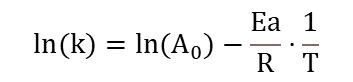 ln(k) = ln(A₀) − Ea/R · 1/T